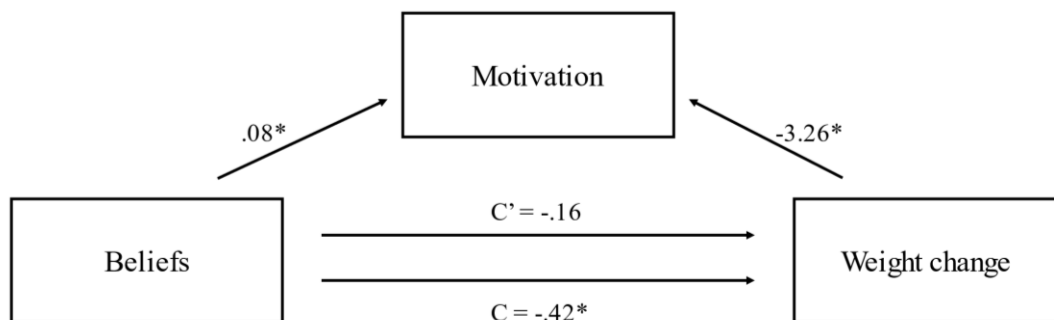 Motivation
.08*
-3.26*
C’ = -.16
Beliefs
Weight change
C = -.42*